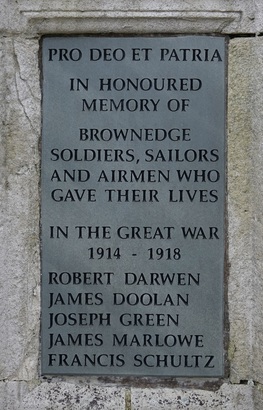 PRO DEO ET PATRIA
IN HONOURED
MEMORY OF
BROWNEDGE
SOLDIERS, SAILORS
AND AIRMEN WHO
GAVE THEIR LIVES
IN THE GREAT WAR
1914 - 1918
ROBERT DARWEN
JAMES DOOLAN
JOSEPH GREEN
JAMES MARLOWE
FRANCIS SCHULTZ